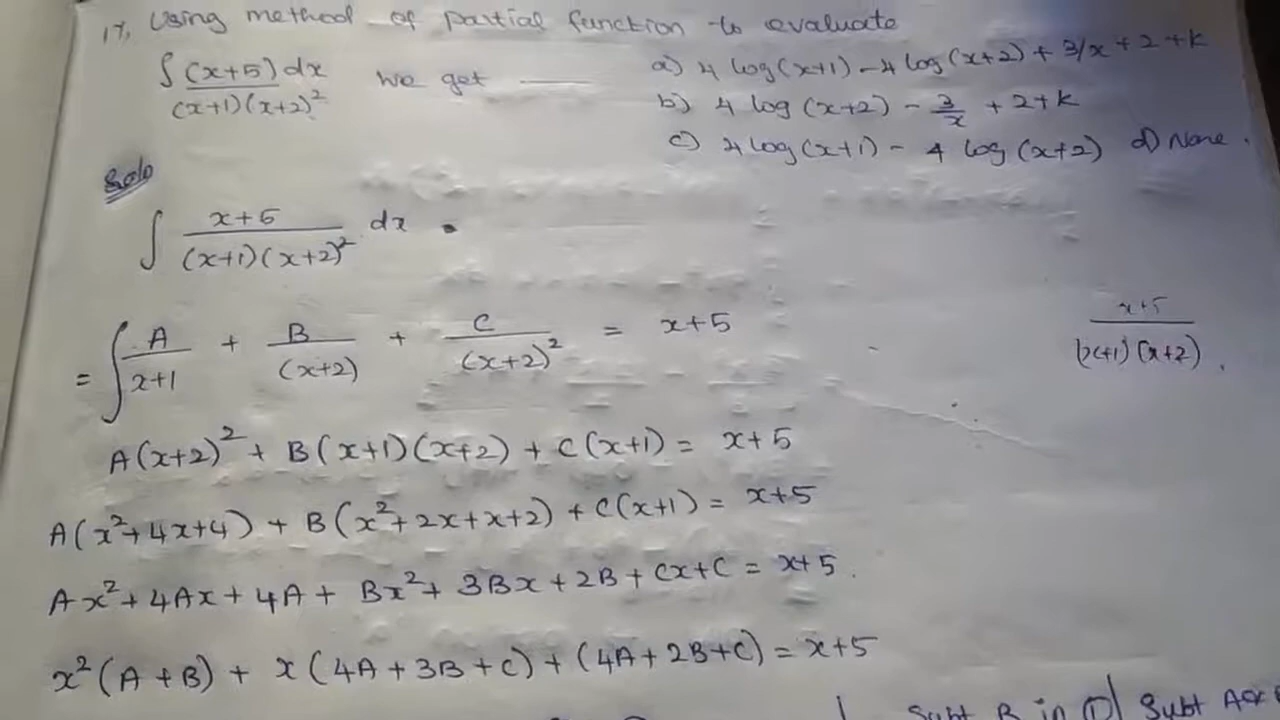 17, Using method of partial function to evaluate
∫ (x+5) dx / (x+1)(x+2)² we get ____
a) 4 log(x+1) - 4 log(x+2) + 3/x + 2 + k
b) 4 log (x+2) - 3/x + 2+k
c) 4 log(x+1) - 4 log (x+2) d) None.
Soln
∫ x+5 / (x+1)(x+2)² dx .
= ∫ A / x+1 + B / (x+2) + C / (x+2)² = x+5
x+5 / (x+1)(x+2).
A(x+2)² + B(x+1)(x+2) + C(x+1) = x+5
A(x²+4x+4) + B(x²+2x+x+2) + C(x+1) = x+5
Ax²+4Ax+4A+ Bx²+3Bx+2B+Cx+C = x+5.
x²(A+B) + x(4A+3B+C)+(4A+2B+C) = x+5
Subt B in ① | Subt A